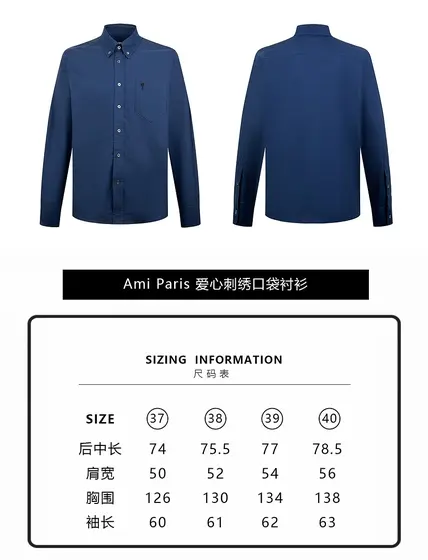 Ami Paris 爱心刺绣口袋衬衫
SIZING INFORMATION
尺码表
SIZE 37 38 39 40
后中长 74 75.5 77 78.5
肩宽 50 52 54 56
胸围 126 130 134 138
袖长 60 61 62 63